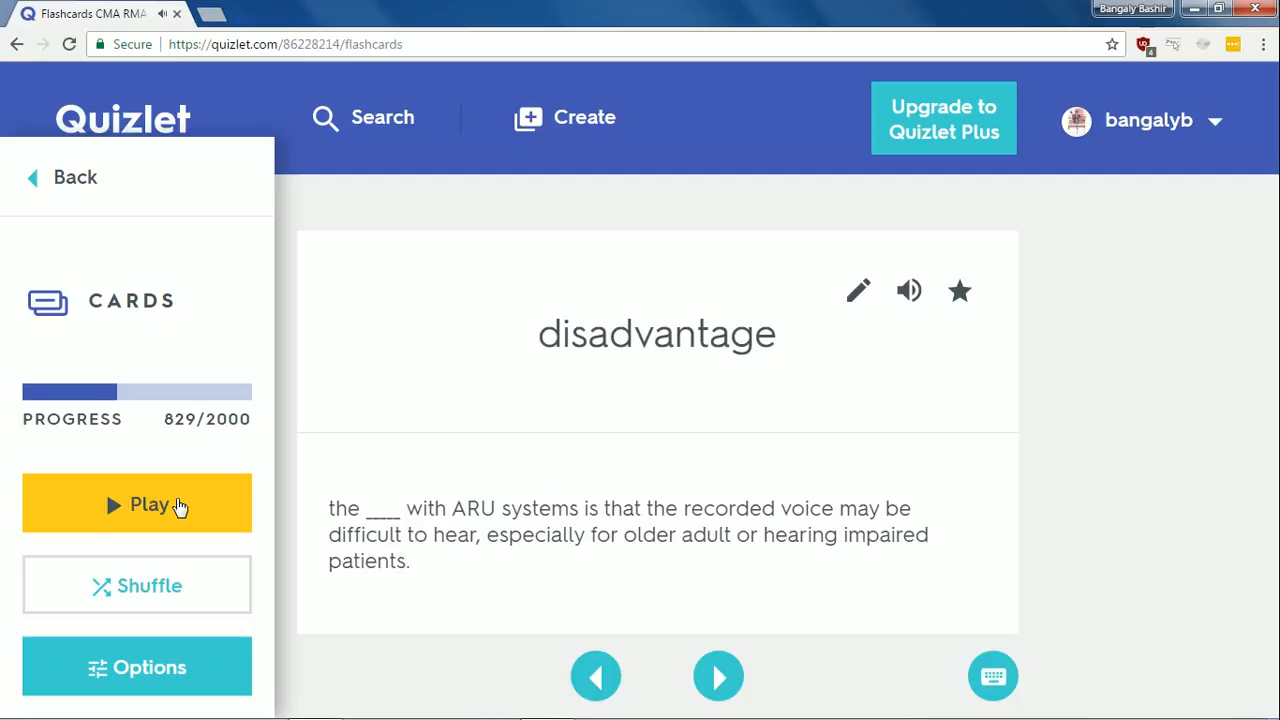 Flashcards CMA RMA
Bangaly Bashir
Secure
https://quizlet.com/86228214/flashcards
4
Quizlet
Search
Create
Upgrade to
Quizlet Plus
bangalyb
Back
CARDS
PROGRESS 829/2000
Play
Shuffle
Options
disadvantage
the _____ with ARU systems is that the recorded voice may be
difficult to hear, especially for older adult or hearing impaired
patients.